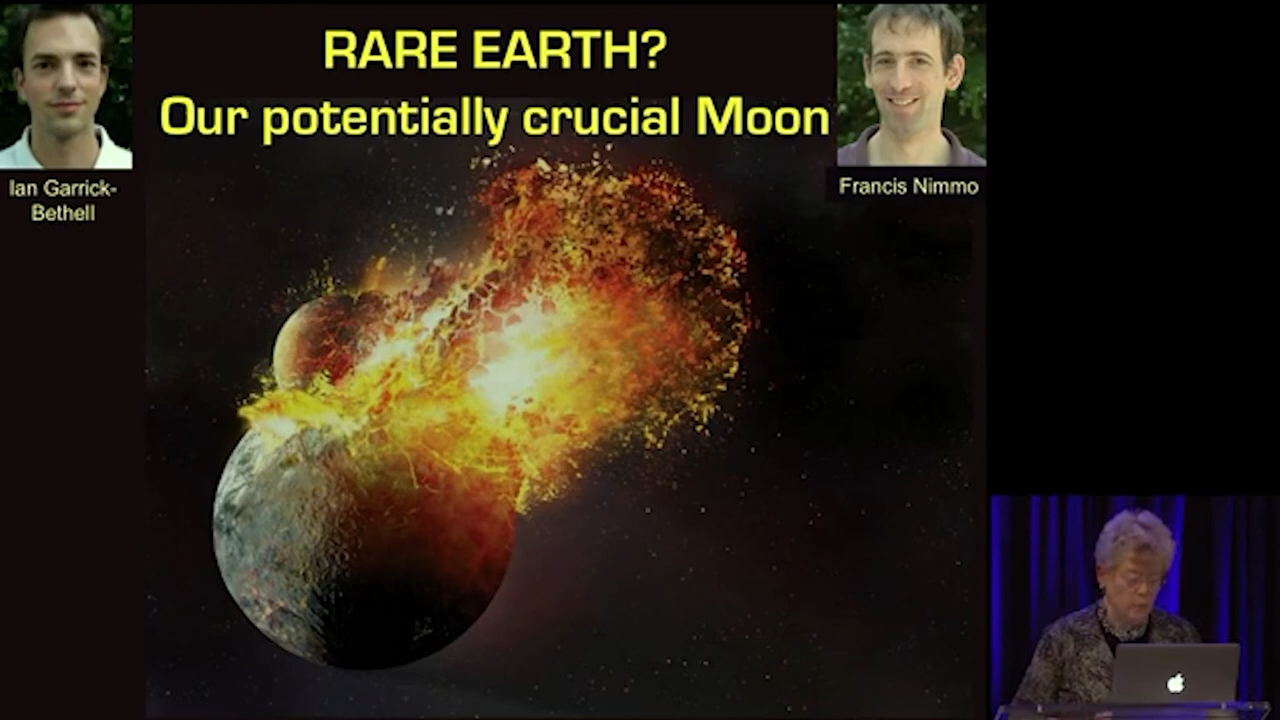 RARE EARTH?
Our potentially crucial Moon
Ian Garrick-
Bethell
Francis Nimmo